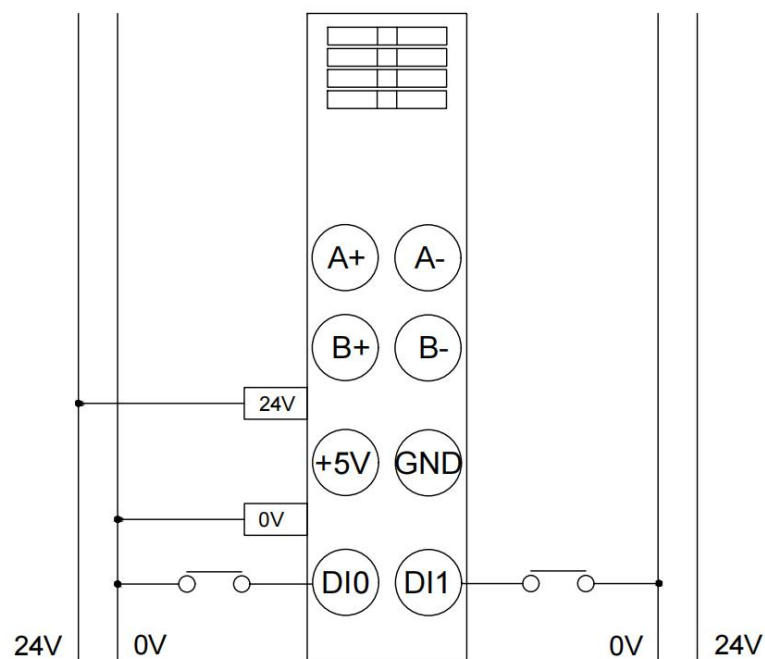 A+ A-
B+ B-
24V
+5V GND
0V
DI0 DI1
24V 0V 0V 24V